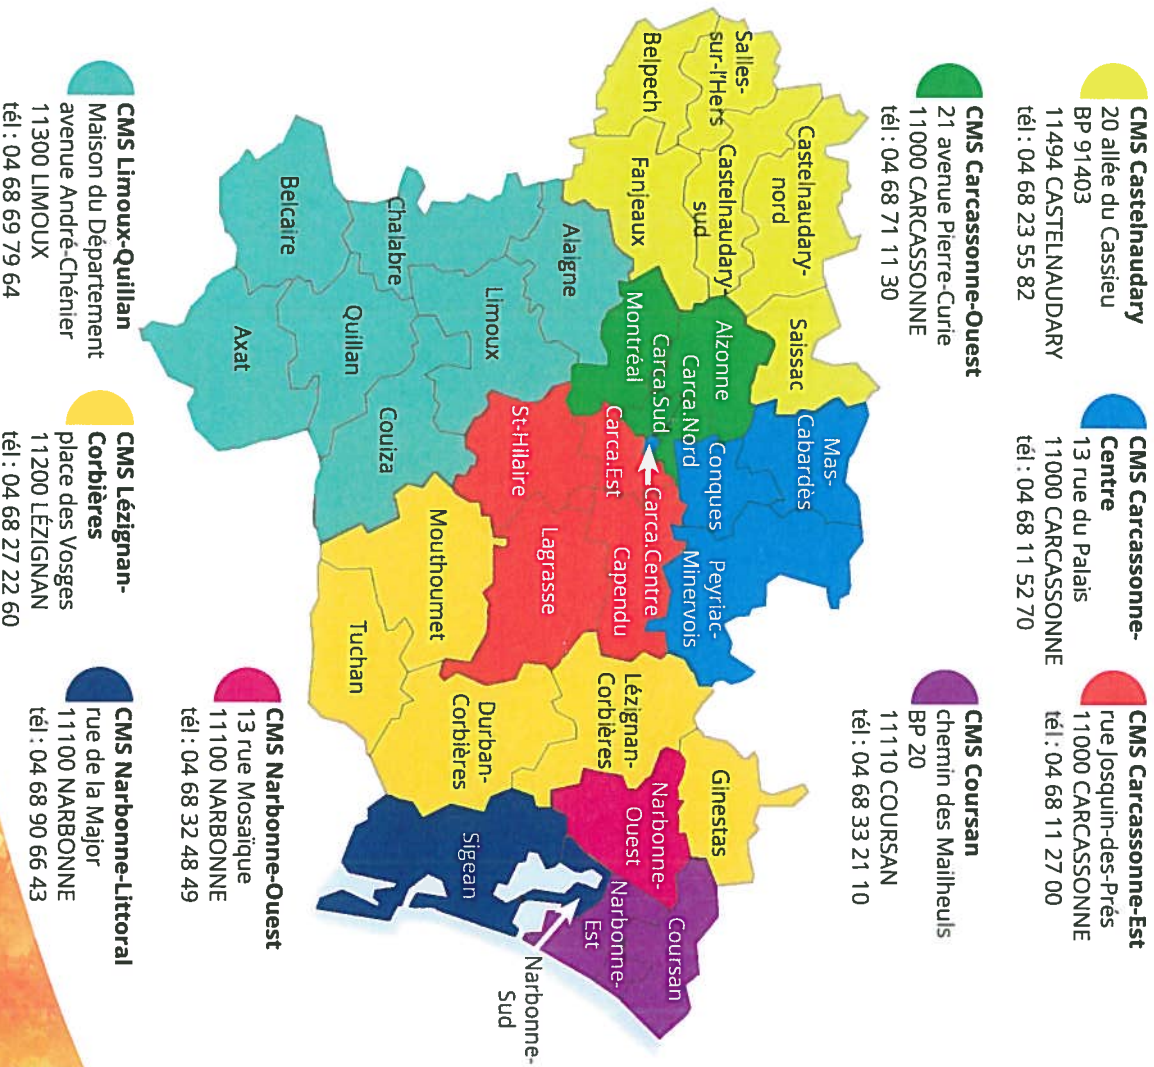 CMS Castelnaudary
20 allée du Cassieu
BP 91403
11494 CASTELNAUDARY
tél : 04 68 23 55 82
CMS Carcassonne-
Centre
13 rue du Palais
11000 CARCASSONNE
tél : 04 68 11 52 70
CMS Carcassonne-Est
rue Josquin-des-Prés
11000 CARCASSONNE
tél : 04 68 11 27 00
CMS Carcassonne-Ouest
21 avenue Pierre-Curie
11000 CARCASSONNE
tél : 04 68 71 11 30
CMS Coursan
chemin des Mailheuls
BP 20
11110 COURSAN
tél : 04 68 33 21 10
Castelnaudary-
nord
Saissac
Mas-
Cabardès
Salles-
sur-l'Hers
Castelnaudary-
sud
Belpech
Fanjeaux
Alzonne
Carca.Nord
Carca.Sud
Montréal
Conques
Peyriac-
Minervois
Carca.Centre
Carca.Est
Capendu
St-Hilaire
Lagrasse
Ginestas
Lézignan-
Corbières
Narbonne-
Ouest
Coursan
Narbonne-
Est
Narbonne-
Sud
Alaigne
Limoux
Chalabre
Belcaire
Quillan
Couiza
Axat
Mouthoumet
Tuchan
Durban-
Corbières
Sigean
CMS Narbonne-Ouest
13 rue Mosaïque
11100 NARBONNE
tél : 04 68 32 48 49
CMS Limoux-Quillan
Maison du Département
avenue André-Chénier
11300 LIMOUX
tél : 04 68 69 79 64
CMS Lézignan-
Corbières
place des Vosges
11200 LÉZIGNAN
tél : 04 68 27 22 60
CMS Narbonne-Littoral
rue de la Major
11100 NARBONNE
tél : 04 68 90 66 43